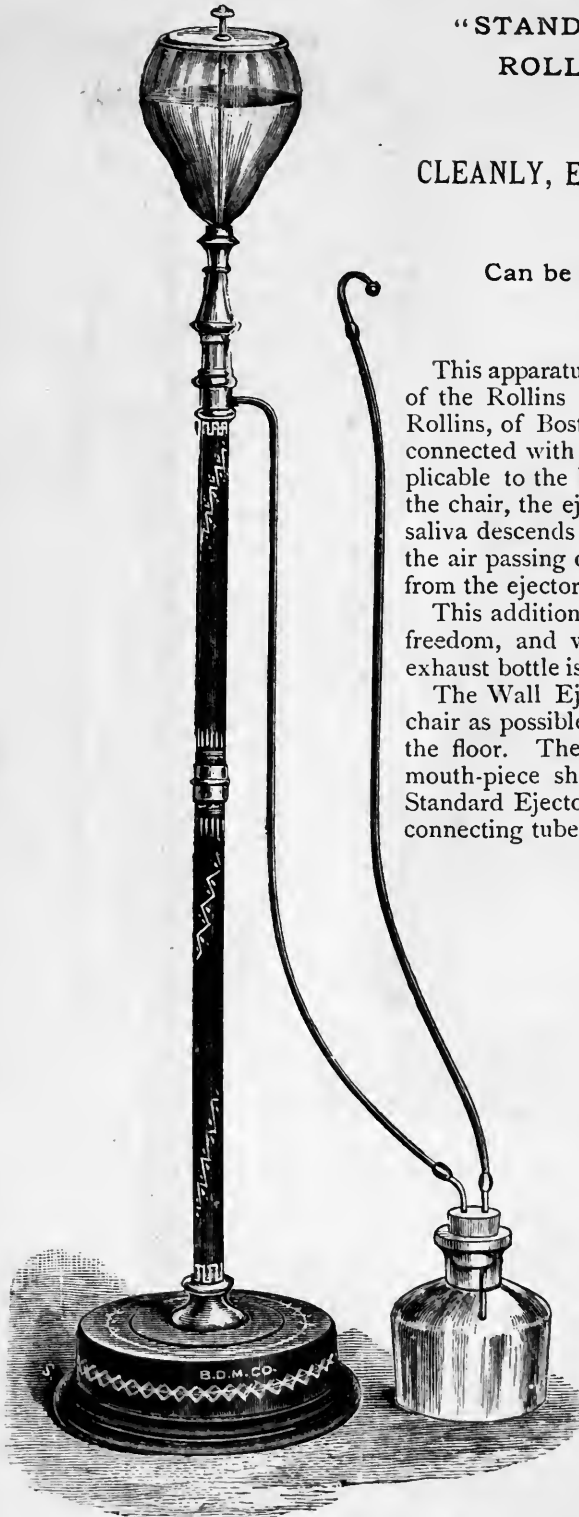 "STAND
ROLL
CLEANLY, E
Can be
This apparatu
of the Rollins
Rollins, of Bost
connected with
plicable to the
the chair, the ej
saliva descends
the air passing o
from the ejector
This addition
freedom, and v
exhaust bottle is
The Wall Ej
chair as possible
the floor. The
mouth-piece sh
Standard Ejecto
connecting tube
B.D.M.CO.